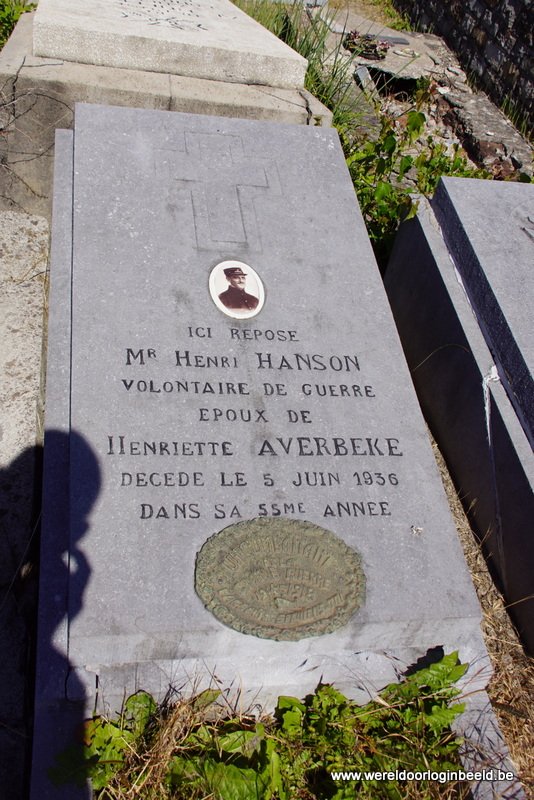 ICI REPOSE
MR HENRI HANSON
VOLONTAIRE DE GUERRE
EPOUX DE
HENRIETTE AVERBEKE
DECEDE LE 5 JUIN 1936
DANS SA 55ME ANNEE
GUERRE
www.wereldoorloginbeeld.be